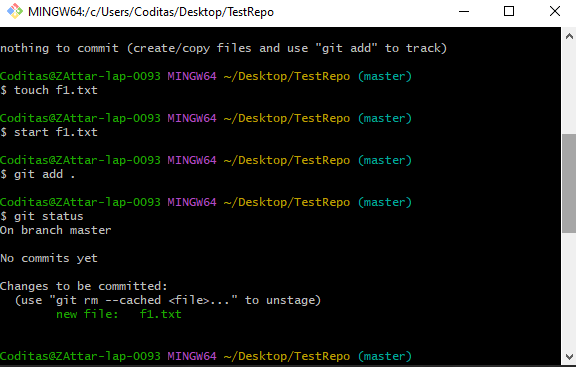 MINGW64:/c/Users/Coditas/Desktop/TestRepo
nothing to commit (create/copy files and use "git add" to track)
Coditas@ZAttar-lap-0093 MINGW64 ~/Desktop/TestRepo (master)
$ touch f1.txt
Coditas@ZAttar-lap-0093 MINGW64 ~/Desktop/TestRepo (master)
$ start f1.txt
Coditas@ZAttar-lap-0093 MINGW64 ~/Desktop/TestRepo (master)
$ git add .
Coditas@ZAttar-lap-0093 MINGW64 ~/Desktop/TestRepo (master)
$ git status
On branch master
No commits yet
Changes to be committed:
  (use "git rm --cached <file>..." to unstage)
        new file:   f1.txt
Coditas@ZAttar-lap-0093 MINGW64 ~/Desktop/TestRepo (master)